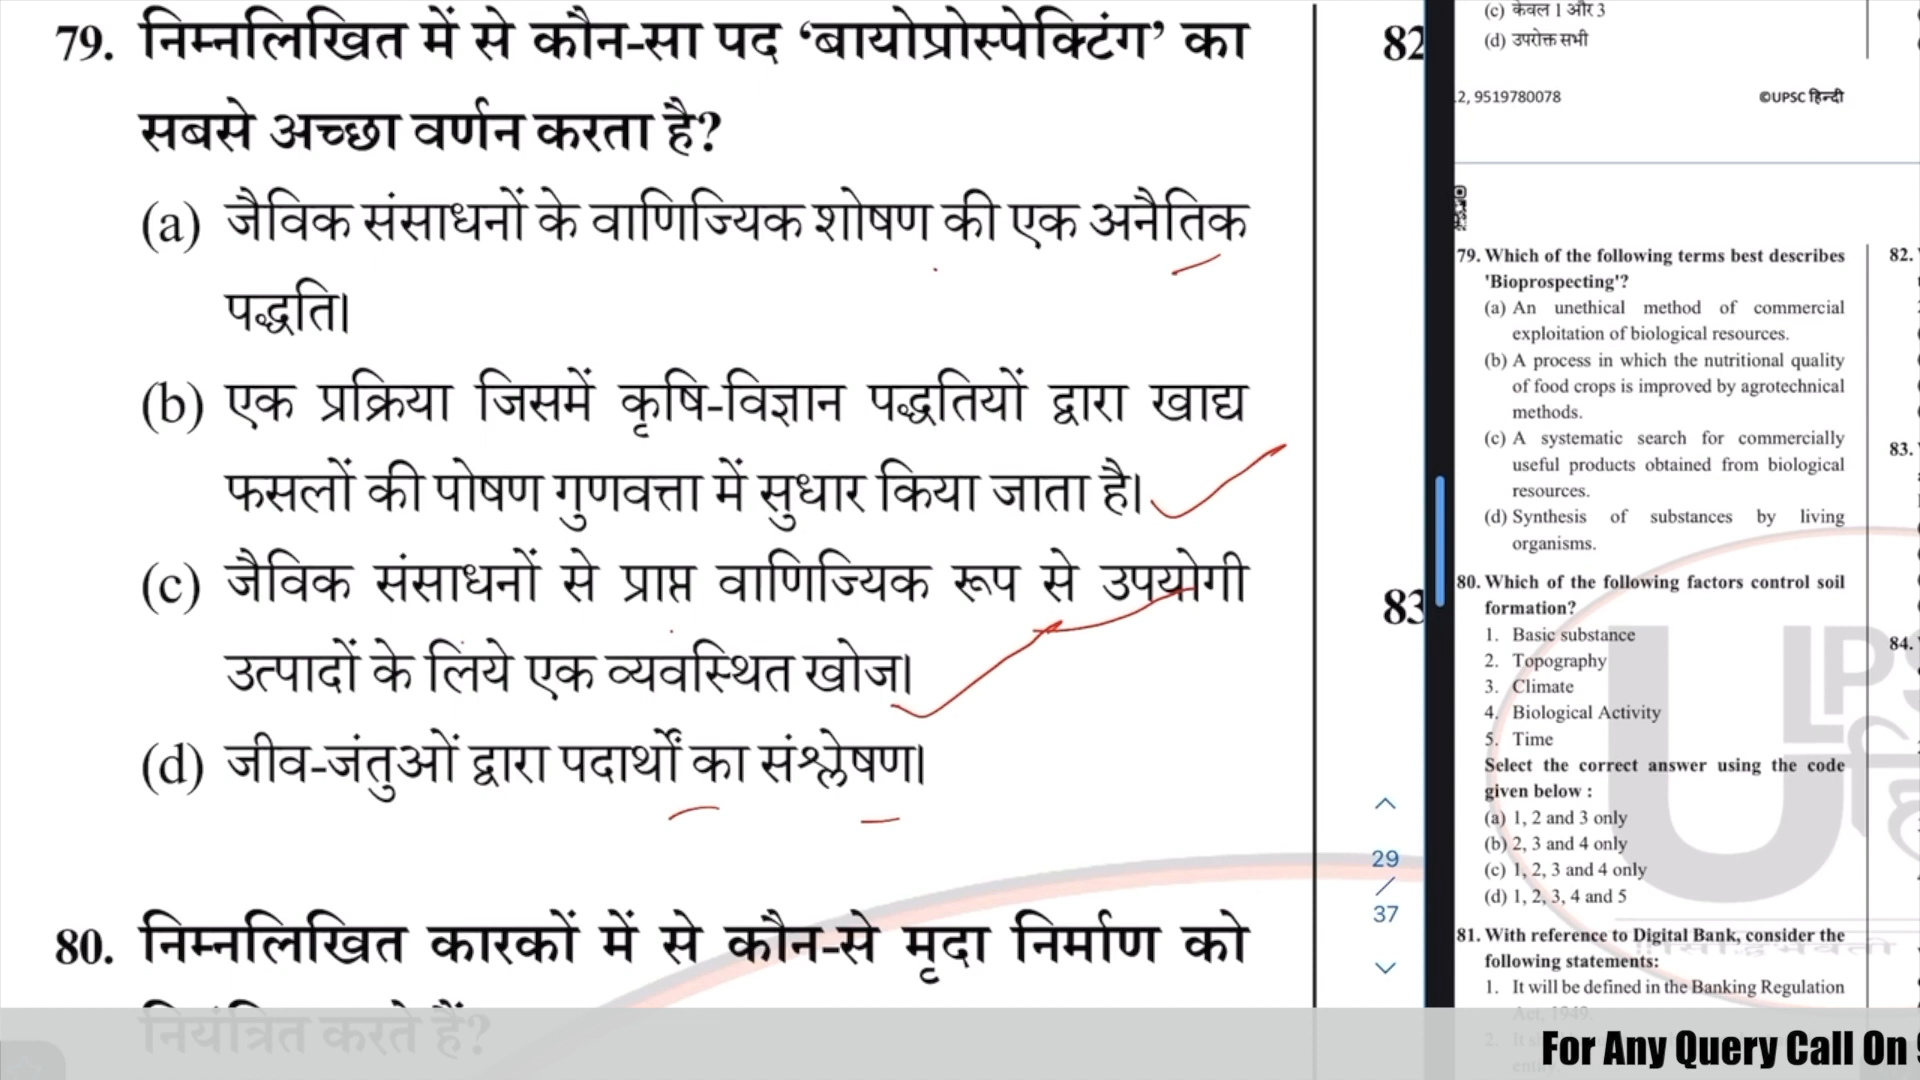 79. निम्नलिखित में से कौन-सा पद ‘बायोप्रोस्पेक्टिंग’ का
सबसे अच्छा वर्णन करता है?
(a) जैविक संसाधनों के वाणिज्यिक शोषण की एक अनैतिक
पद्धति।
(b) एक प्रक्रिया जिसमें कृषि-विज्ञान पद्धतियों द्वारा खाद्य
फसलों की पोषण गुणवत्ता में सुधार किया जाता है।
(c) जैविक संसाधनों से प्राप्त वाणिज्यिक रूप से उपयोगी
उत्पादों के लिये एक व्यवस्थित खोज।
(d) जीव-जंतुओं द्वारा पदार्थों का संश्लेषण।
80. निम्नलिखित कारकों में से कौन-से मृदा निर्माण को
नियंत्रित करते हैं?
82
83
29
37
(c) केवल 1 और 3
(d) उपरोक्त सभी
2, 9519780078
©UPSC हिन्दी
79. Which of the following terms best describes
'Bioprospecting'?
(a) An unethical method of commercial
exploitation of biological resources.
(b) A process in which the nutritional quality
of food crops is improved by agrotechnical
methods.
(c) A systematic search for commercially
useful products obtained from biological
resources.
(d) Synthesis of substances by living
organisms.
80. Which of the following factors control soil
formation?
1. Basic substance
2. Topography
3. Climate
4. Biological Activity
5. Time
Select the correct answer using the code
given below :
(a) 1, 2 and 3 only
(b) 2, 3 and 4 only
(c) 1, 2, 3 and 4 only
(d) 1, 2, 3, 4 and 5
81. With reference to Digital Bank, consider the
following statements:
1. It will be defined in the Banking Regulation
Act, 1949.
82.
83.
84.
For Any Query Call On